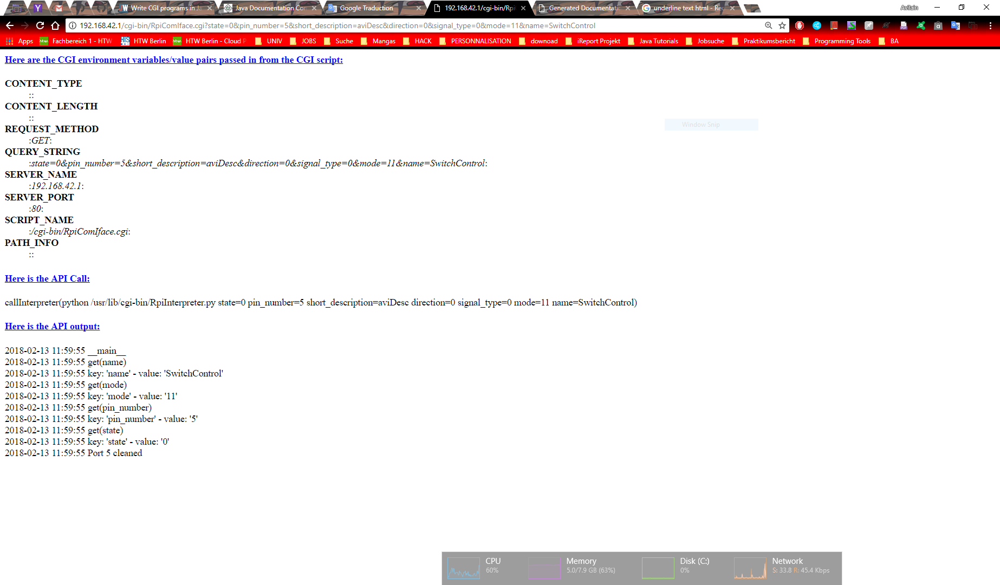 Write CGI programs in Ja
Java Documentation Con
Google Traduction
192.168.42.1/cgi-bin/Rpi
Generated Documentati
underline text html - Rec
Avilain
192.168.42.1/cgi-bin/RpiComIface.cgi?state=0&pin_number=5&short_description=aviDesc&direction=0&signal_type=0&mode=11&name=SwitchControl
Apps
Fachbereich 1 - HTW
HTW Berlin
HTW Berlin - Cloud P
UNIV
JOBS
Suche
Mangas
HACK
PERSONNALISATION
downoad
iReport Projekt
Java Tutorials
Jobsuche
Praktikumsbericht
Programming Tools
BA
Here are the CGI environment variables/value pairs passed in from the CGI script:
CONTENT_TYPE
::
CONTENT_LENGTH
::
REQUEST_METHOD
:GET:
QUERY_STRING
:state=0&pin_number=5&short_description=aviDesc&direction=0&signal_type=0&mode=11&name=SwitchControl:
SERVER_NAME
:192.168.42.1:
SERVER_PORT
:80:
SCRIPT_NAME
:/cgi-bin/RpiComIface.cgi:
PATH_INFO
::
Window Snip
Here is the API Call:
callInterpreter(python /usr/lib/cgi-bin/RpiInterpreter.py state=0 pin_number=5 short_description=aviDesc direction=0 signal_type=0 mode=11 name=SwitchControl)
Here is the API output:
2018-02-13 11:59:55 __main__
2018-02-13 11:59:55 get(name)
2018-02-13 11:59:55 key: 'name' - value: 'SwitchControl'
2018-02-13 11:59:55 get(mode)
2018-02-13 11:59:55 key: 'mode' - value: '11'
2018-02-13 11:59:55 get(pin_number)
2018-02-13 11:59:55 key: 'pin_number' - value: '5'
2018-02-13 11:59:55 get(state)
2018-02-13 11:59:55 key: 'state' - value: '0'
2018-02-13 11:59:55 Port 5 cleaned
CPU
60%
Memory
5.0/7.9 GB (63%)
Disk (C:)
0%
Network
S: 33.8 R: 45.4 Kbps